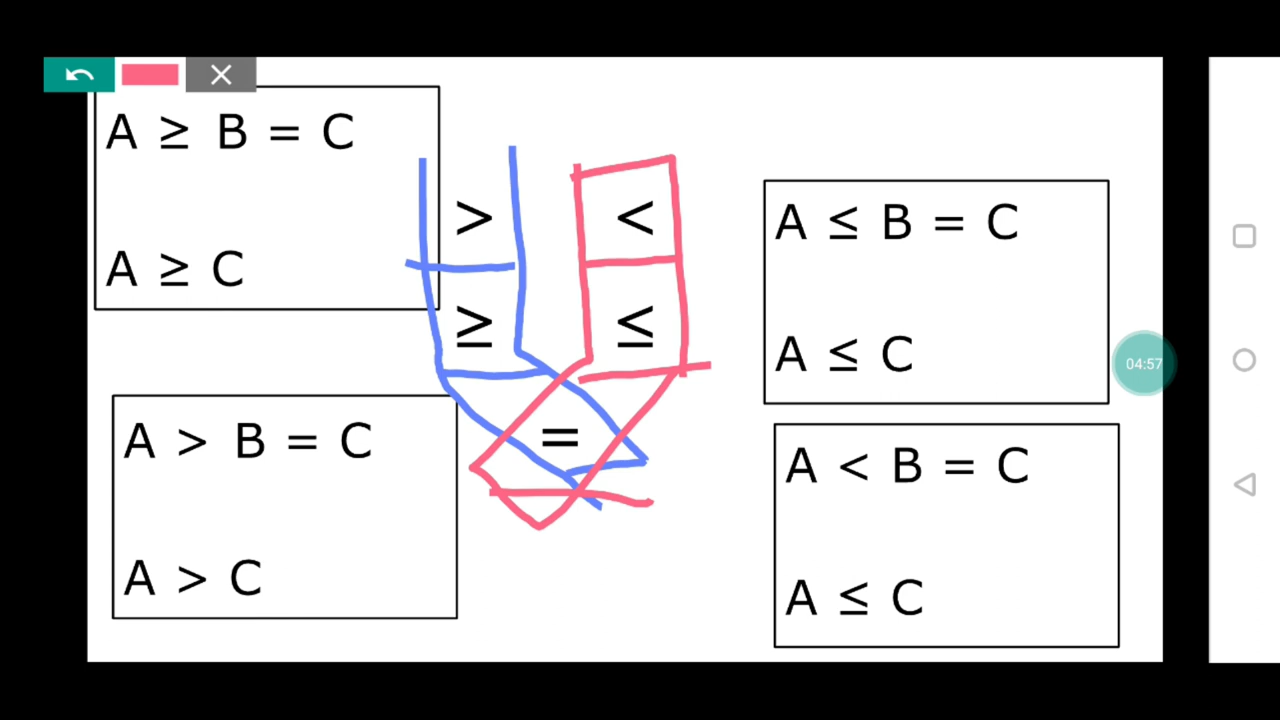 A ≥ B = C
A ≥ C
A > B = C
A > C
> <
≥ ≤
=
A ≤ B = C
A ≤ C
A < B = C
A ≤ C
04:57